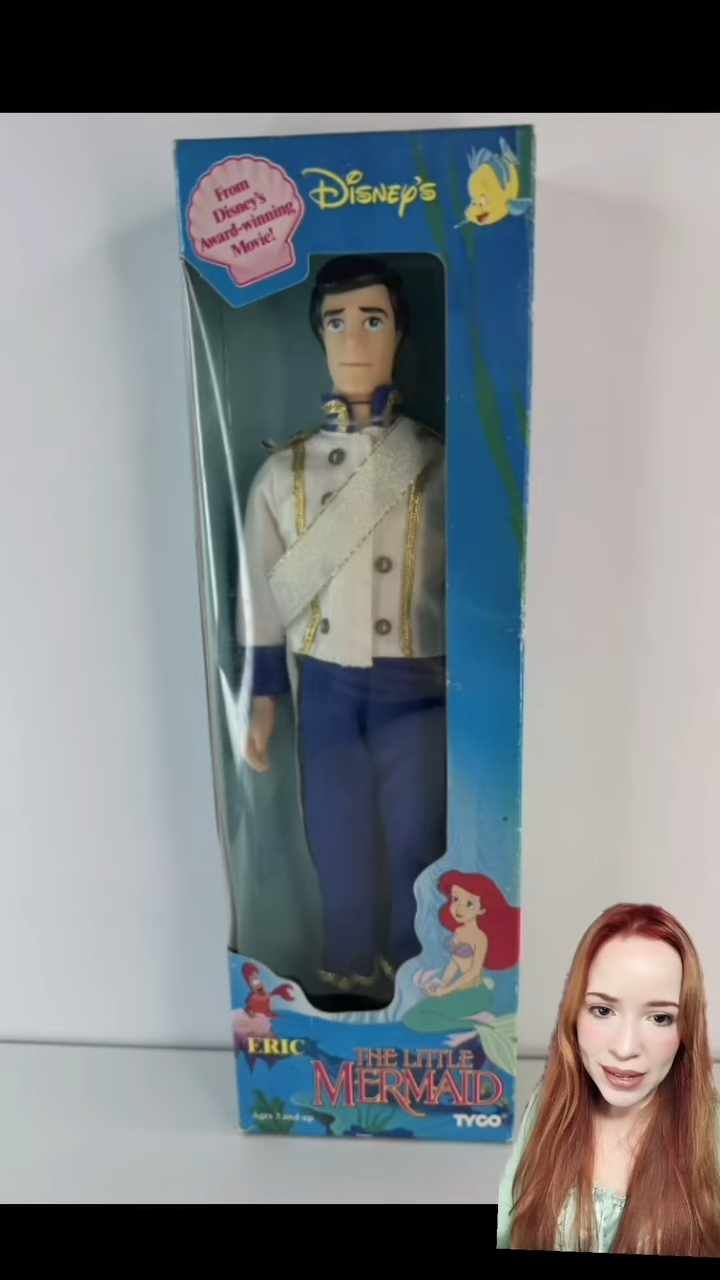 From
Disney's
Award-winning
Movie!
DISNEY'S
ERIC
THE LITTLE
MERMAID
Ages 3 and up
TYCO